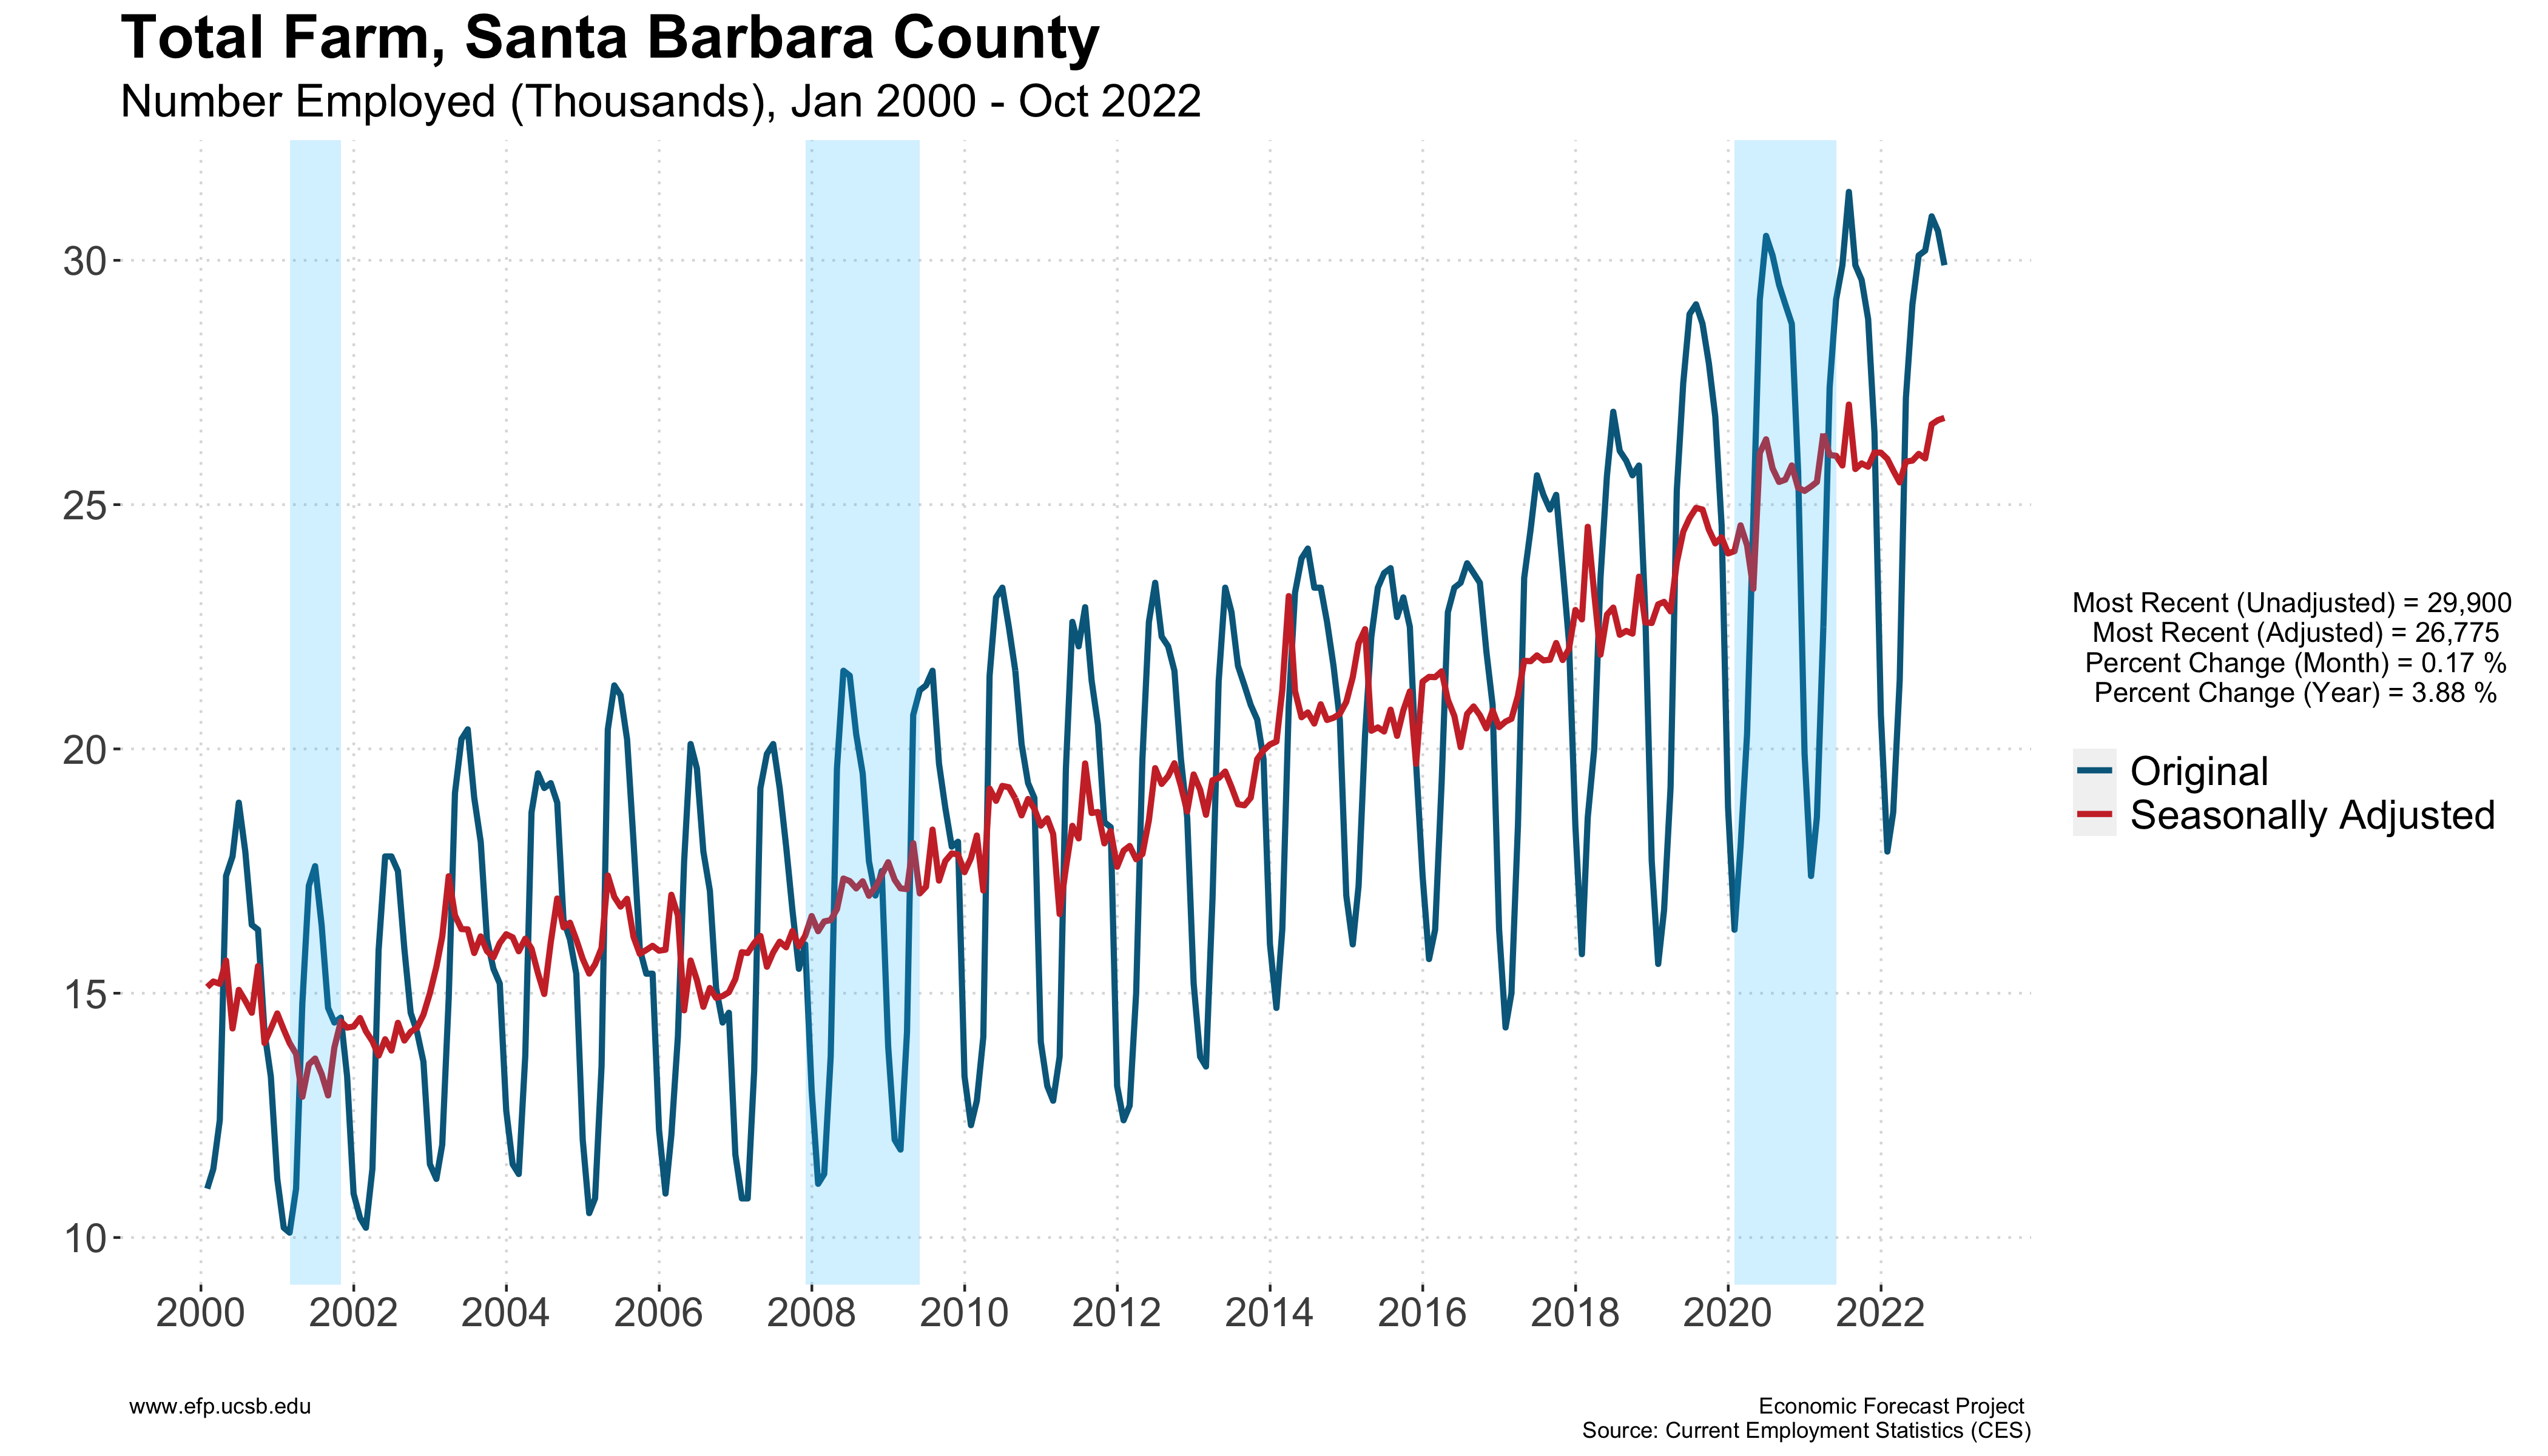 Total Farm, Santa Barbara County
Number Employed (Thousands), Jan 2000 - Oct 2022
30
25
20
15
10
2000 2002 2004 2006 2008 2010 2012 2014 2016 2018 2020 2022
Most Recent (Unadjusted) = 29,900
Most Recent (Adjusted) = 26,775
Percent Change (Month) = 0.17 %
Percent Change (Year) = 3.88 %
Original
Seasonally Adjusted
www.efp.ucsb.edu
Economic Forecast Project
Source: Current Employment Statistics (CES)